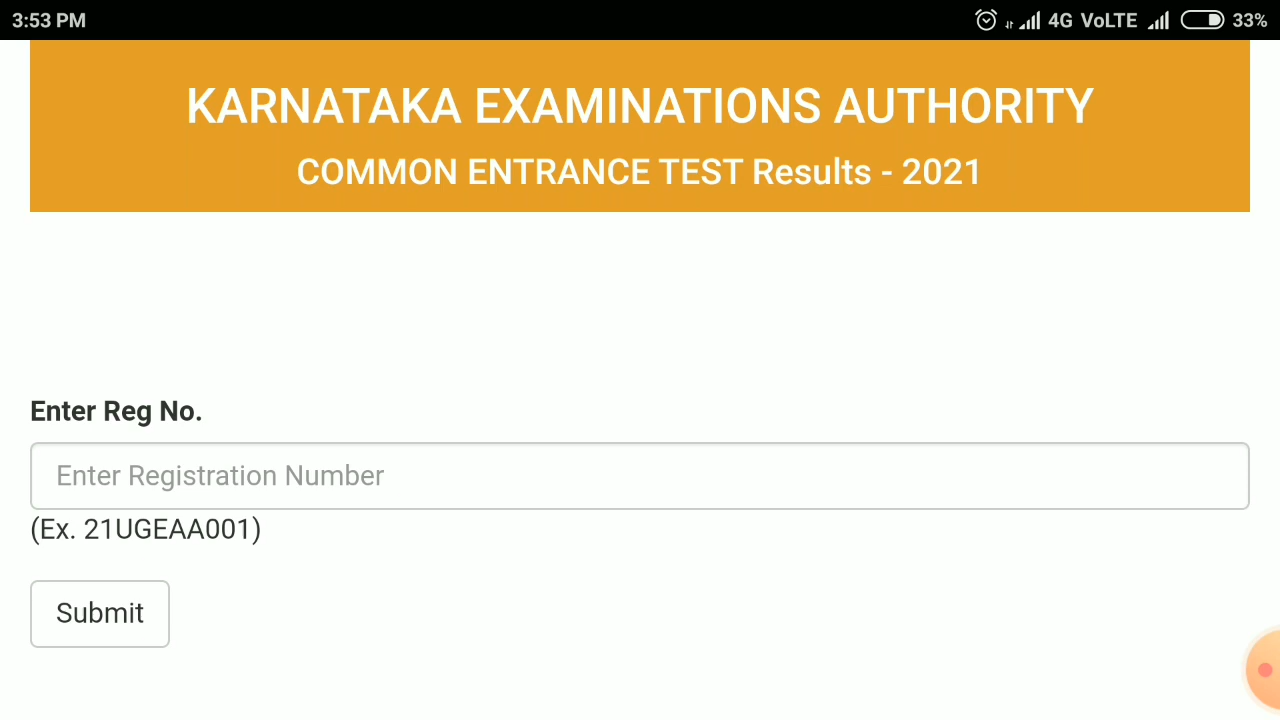 3:53 PM 4G VoLTE 33%
KARNATAKA EXAMINATIONS AUTHORITY
COMMON ENTRANCE TEST Results - 2021
Enter Reg No.
Enter Registration Number
(Ex. 21UGEAA001)
Submit